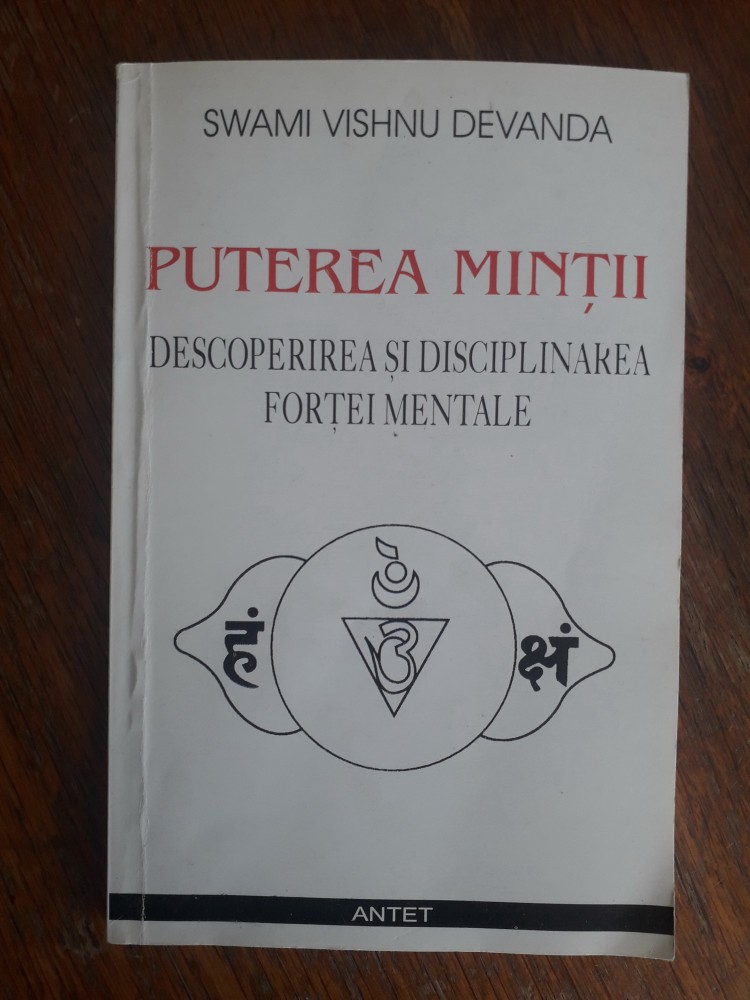 SWAMI VISHNU DEVANDA
PUTEREA MINȚII
DESCOPERIREA ȘI DISCIPLINAREA
FORȚEI MENTALE
ॐ
हं
क्षं
ANTET